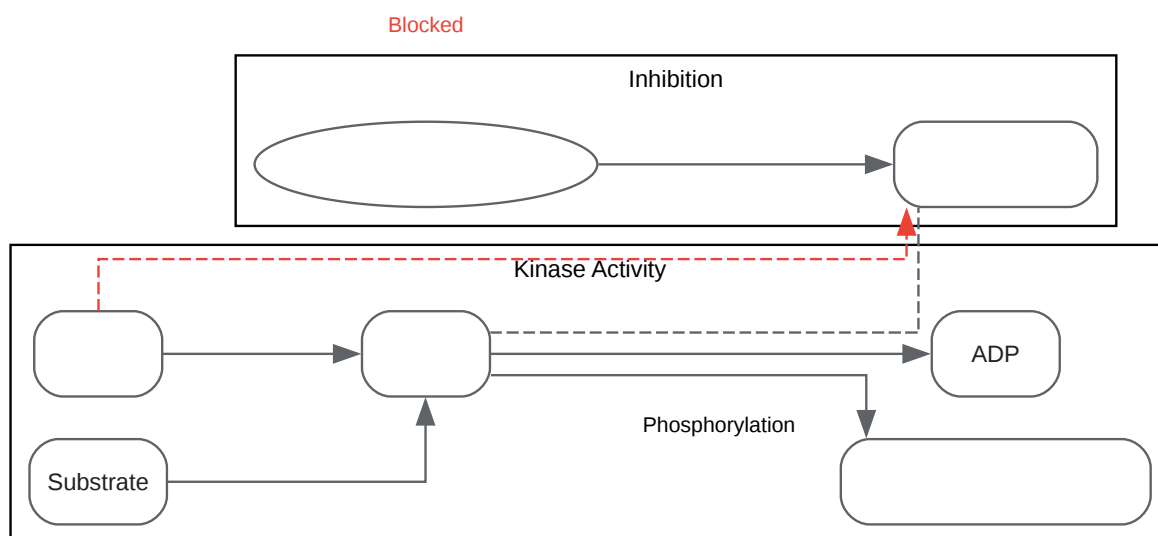 Blocked
Inhibition
Kinase Activity
ADP
Phosphorylation
Substrate